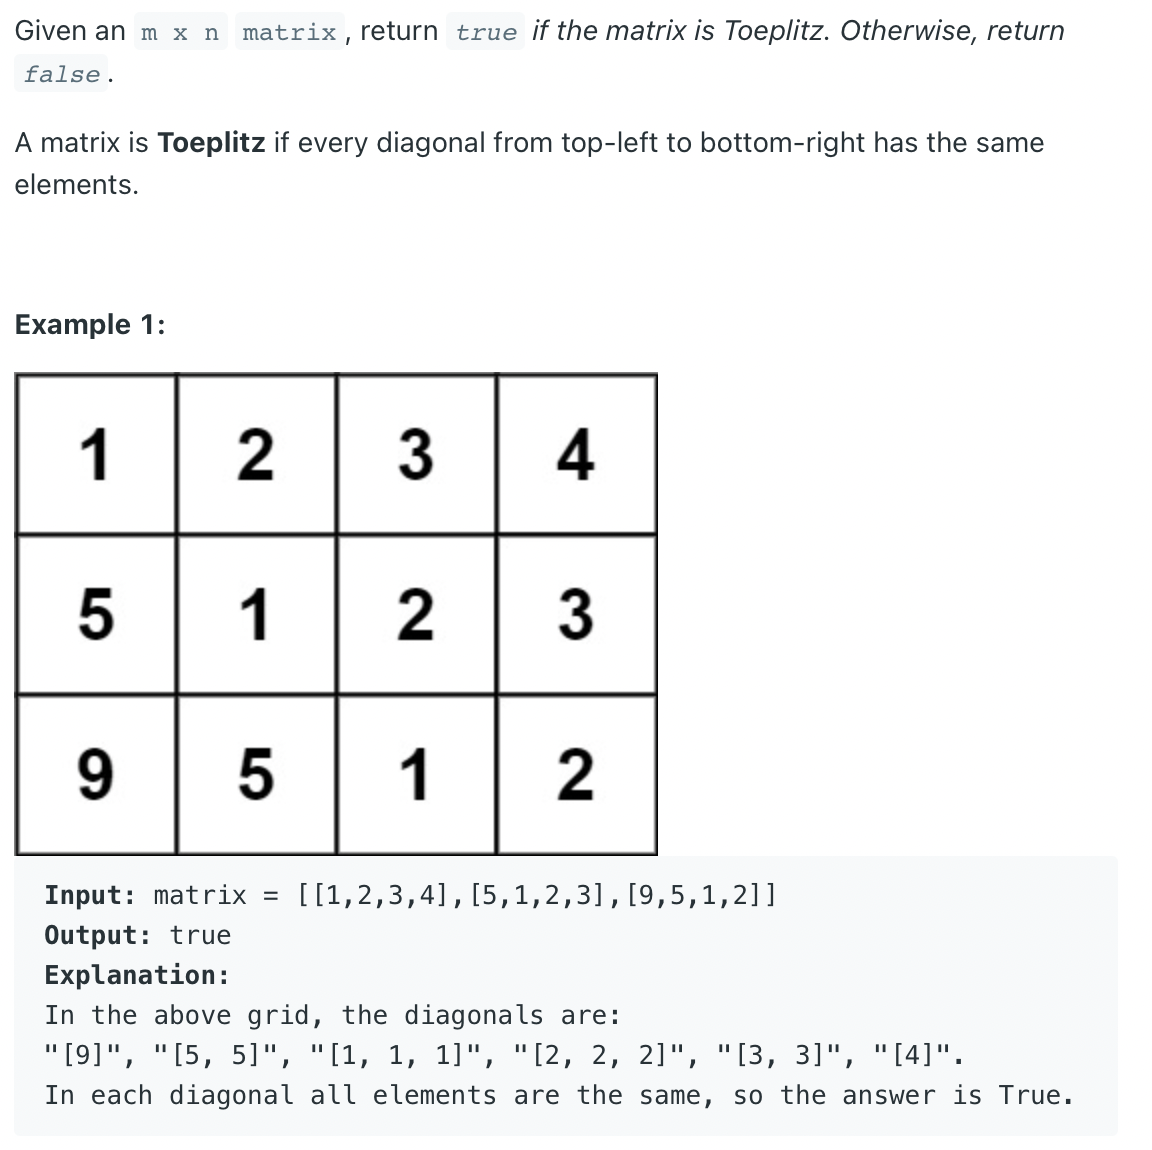 Given an m x n matrix, return true if the matrix is Toeplitz. Otherwise, return
false.
A matrix is Toeplitz if every diagonal from top-left to bottom-right has the same
elements.
Example 1:
1 2 3 4
5 1 2 3
9 5 1 2
Input: matrix = [[1,2,3,4],[5,1,2,3],[9,5,1,2]]
Output: true
Explanation:
In the above grid, the diagonals are:
"[9]", "[5, 5]", "[1, 1, 1]", "[2, 2, 2]", "[3, 3]", "[4]".
In each diagonal all elements are the same, so the answer is True.